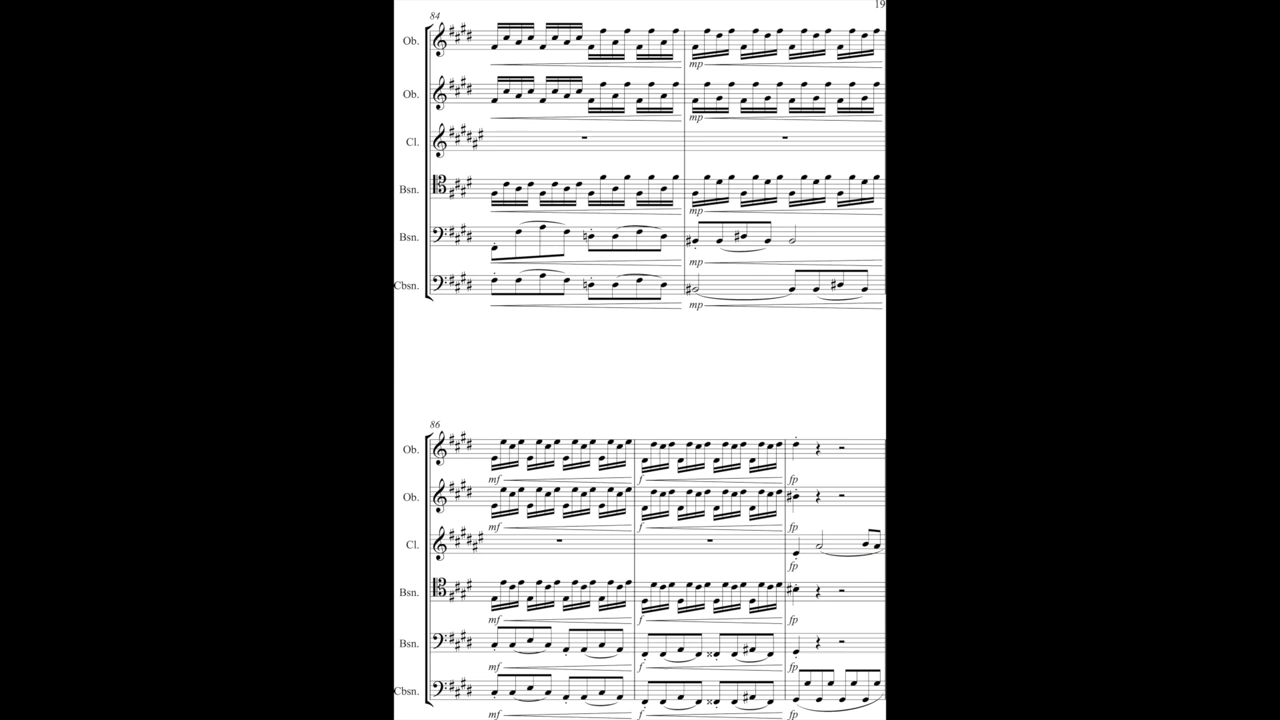 19
84
Ob.
Ob.
mp
Cl.
mp
Bsn.
mp
Bsn.
mp
Cbsn.
mp
86
Ob.
mf f fp
Ob.
mf f fp
Cl.
fp
Bsn.
mf f fp
Bsn.
mf f fp
Cbsn.
mf f fp